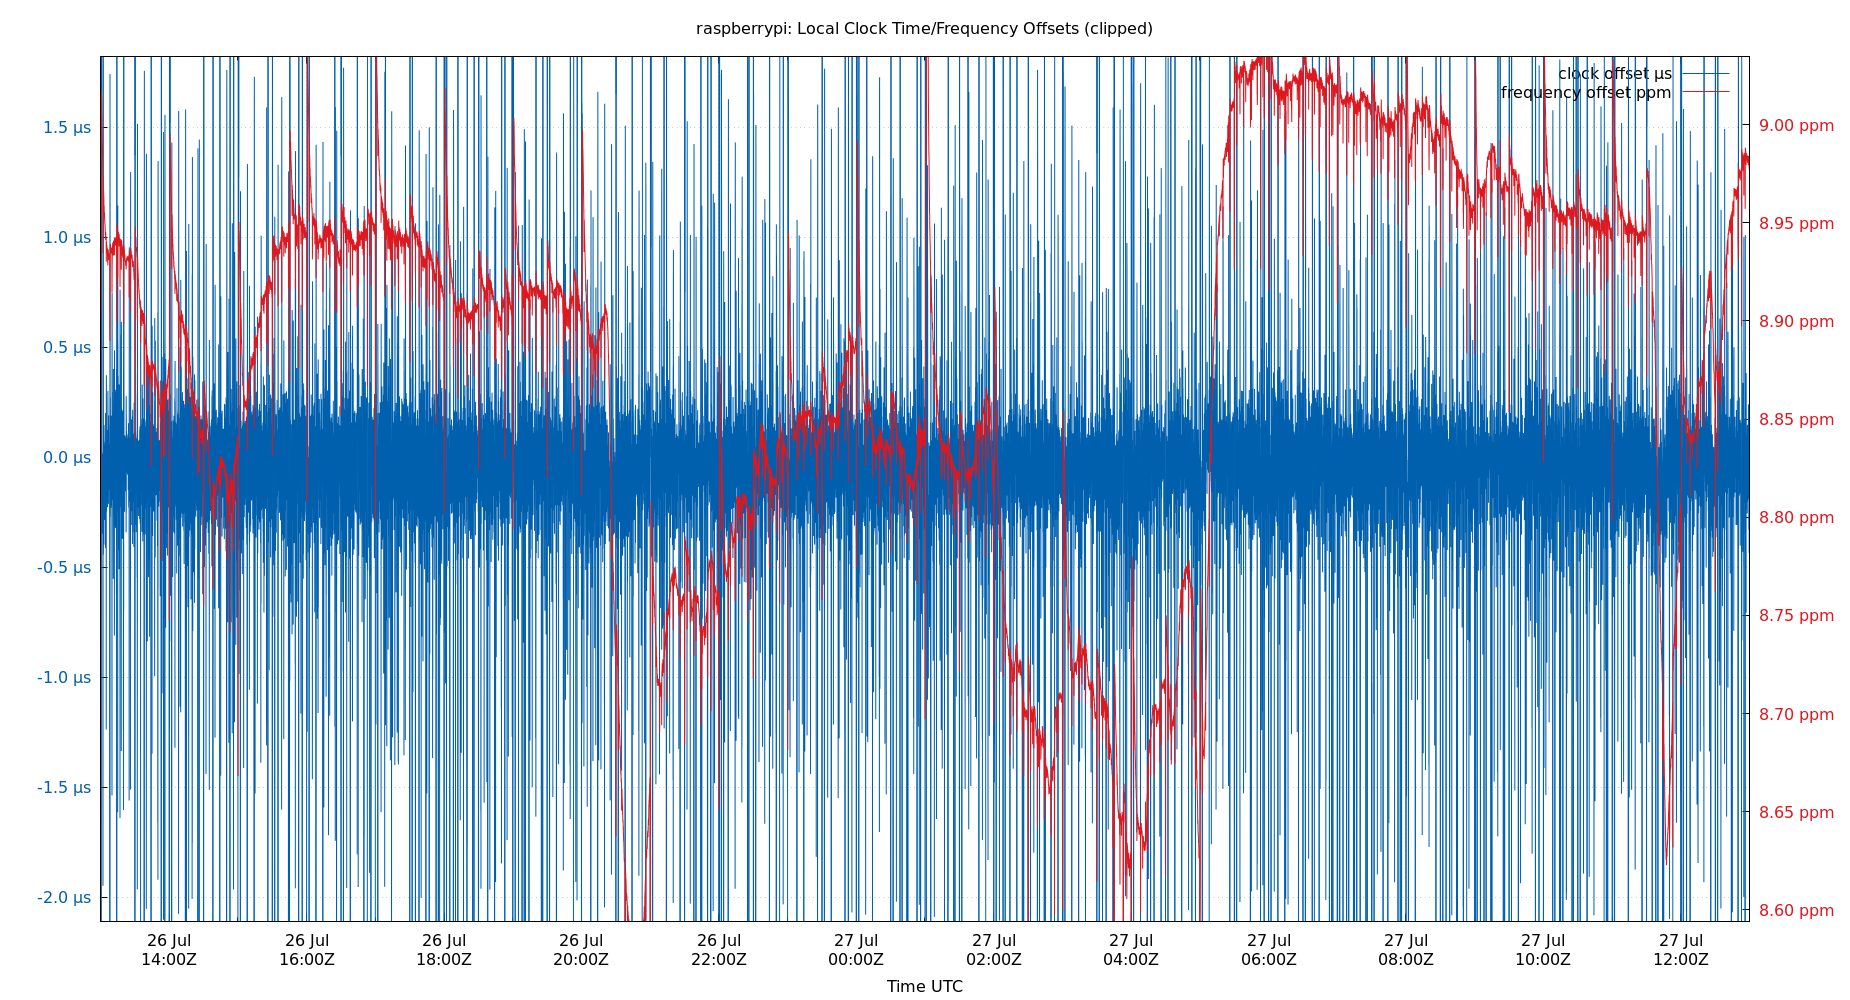 raspberrypi: Local Clock Time/Frequency Offsets (clipped)
clock offset µs
frequency offset ppm
1.5 µs
1.0 µs
0.5 µs
0.0 µs
-0.5 µs
-1.0 µs
-1.5 µs
-2.0 µs
9.00 ppm
8.95 ppm
8.90 ppm
8.85 ppm
8.80 ppm
8.75 ppm
8.70 ppm
8.65 ppm
8.60 ppm
26 Jul 26 Jul 26 Jul 26 Jul 26 Jul 27 Jul 27 Jul 27 Jul 27 Jul 27 Jul 27 Jul 27 Jul
14:00Z 16:00Z 18:00Z 20:00Z 22:00Z 00:00Z 02:00Z 04:00Z 06:00Z 08:00Z 10:00Z 12:00Z
Time UTC